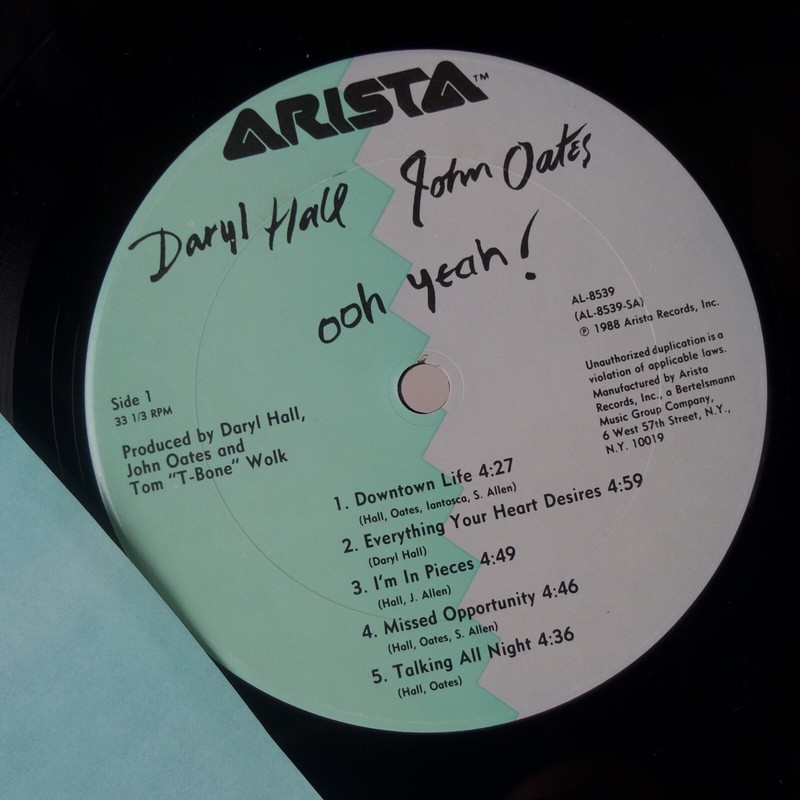 ARISTA™
Daryl Hall John Oates
ooh yeah!
AL-8539
(AL-8539-SA)
℗ 1988 Arista Records, Inc.
Unauthorized duplication is a
violation of applicable laws.
Manufactured by Arista
Records, Inc., a Bertelsmann
Music Group Company,
6 West 57th Street, N.Y.,
N.Y. 10019
Side 1
33 1/3 RPM
Produced by Daryl Hall,
John Oates and
Tom "T-Bone" Wolk
1. Downtown Life 4:27
(Hall, Oates, Iantosca, S. Allen)
2. Everything Your Heart Desires 4:59
(Daryl Hall)
3. I'm In Pieces 4:49
(Hall, J. Allen)
4. Missed Opportunity 4:46
(Hall, Oates, S. Allen)
5. Talking All Night 4:36
(Hall, Oates)